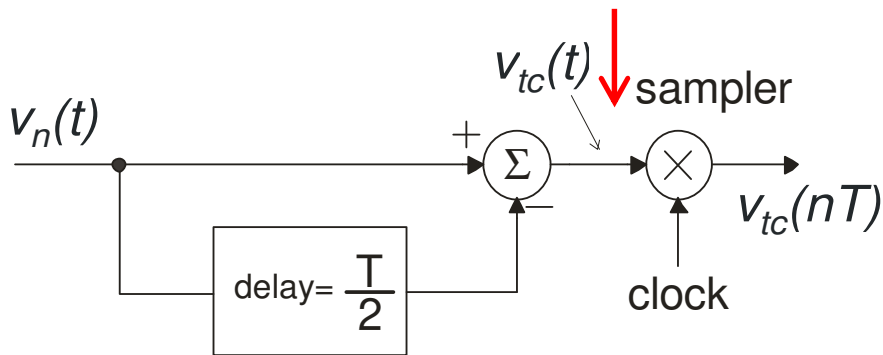 v_tc(t)
sampler
v_n(t)
+
Σ
×
−
v_tc(nT)
delay= T/2
clock